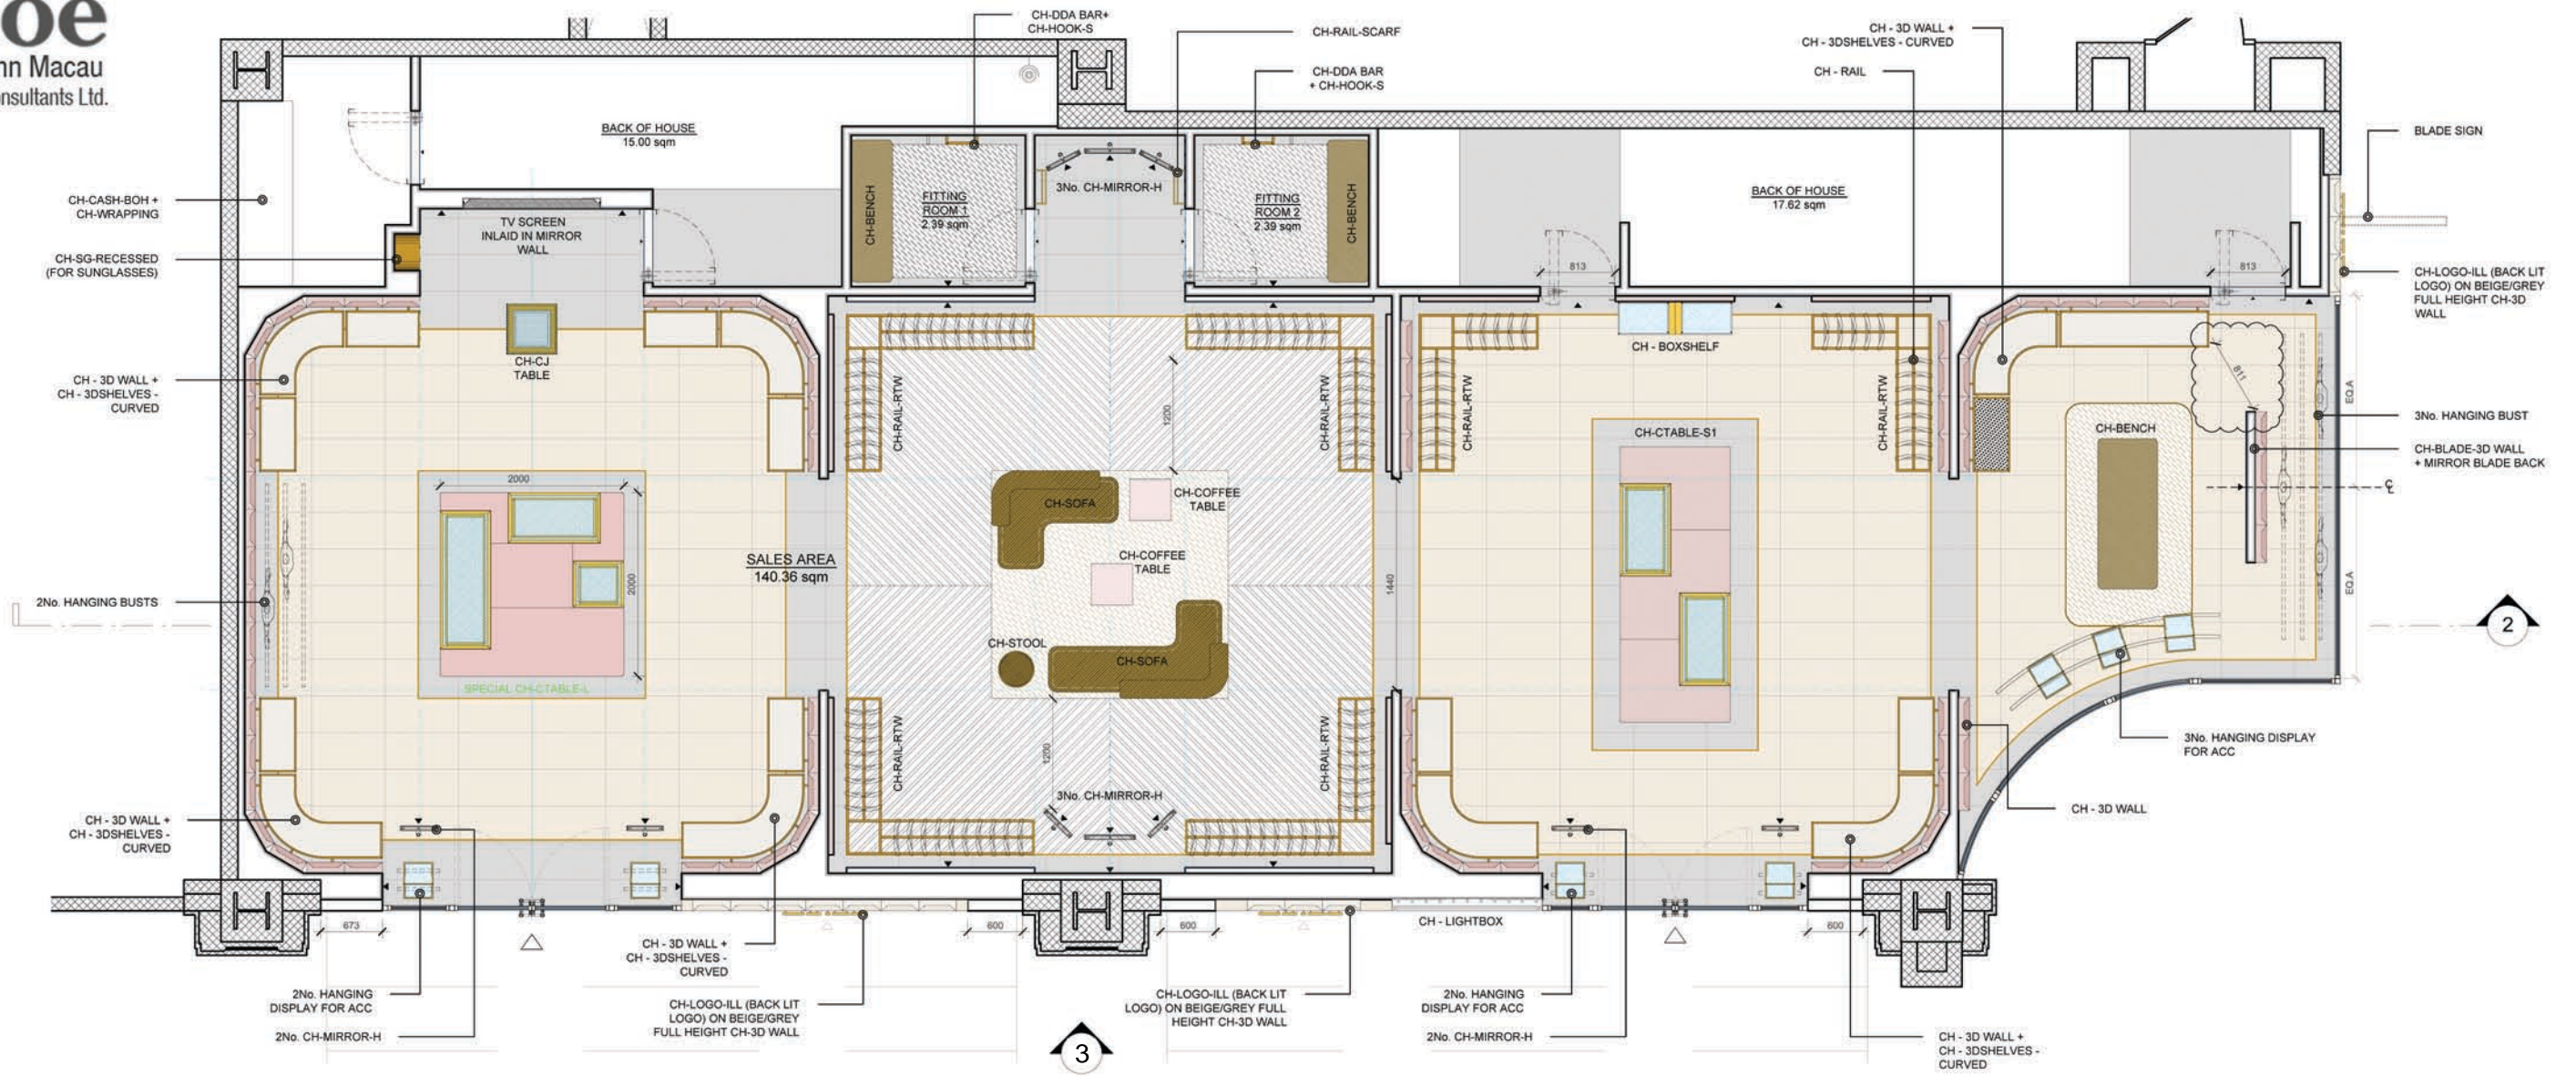 oe
nn Macau
onsultants Ltd.
CH-DDA BAR+
CH-HOOK-S
CH-RAIL-SCARF
CH-DDA BAR
+ CH-HOOK-S
CH - 3D WALL +
CH - 3DSHELVES - CURVED
CH - RAIL
BLADE SIGN
BACK OF HOUSE
15.00 sqm
CH-CASH-BOH +
CH-WRAPPING
CH-SG-RECESSED
(FOR SUNGLASSES)
TV SCREEN
INLAID IN MIRROR
WALL
CH-BENCH
FITTING
ROOM 1
2.39 sqm
3No. CH-MIRROR-H
FITTING
ROOM 2
2.39 sqm
CH-BENCH
BACK OF HOUSE
17.62 sqm
813
813
CH-LOGO-ILL (BACK LIT
LOGO) ON BEIGE/GREY
FULL HEIGHT CH-3D
WALL
CH-CJ
TABLE
CH - 3D WALL +
CH - 3DSHELVES -
CURVED
CH - BOXSHELF
CH-RAIL-RTW
CH-RAIL-RTW
CH-RAIL-RTW
CH-RAIL-RTW
1200
811
EQ.A
3No. HANGING BUST
CH-BENCH
CH-CTABLE-S1
CH-BLADE-3D WALL
+ MIRROR BLADE BACK
2000
2000
CH-SOFA
CH-COFFEE
TABLE
CH-COFFEE
TABLE
SALES AREA
140.36 sqm
1440
EQ.A
2No. HANGING BUSTS
2
CH-STOOL
CH-SOFA
SPECIAL CH-CTABLE-L
CH-RAIL-RTW
CH-RAIL-RTW
1200
3No. CH-MIRROR-H
3No. HANGING DISPLAY
FOR ACC
CH - 3D WALL
CH - 3D WALL +
CH - 3DSHELVES -
CURVED
673
600
600
CH - LIGHTBOX
600
CH - 3D WALL +
CH - 3DSHELVES -
CURVED
2No. HANGING
DISPLAY FOR ACC
CH-LOGO-ILL (BACK LIT
LOGO) ON BEIGE/GREY
FULL HEIGHT CH-3D WALL
CH-LOGO-ILL (BACK LIT
LOGO) ON BEIGE/GREY FULL
HEIGHT CH-3D WALL
2No. HANGING
DISPLAY FOR ACC
2No. CH-MIRROR-H
3
2No. CH-MIRROR-H
CH - 3D WALL +
CH - 3DSHELVES -
CURVED